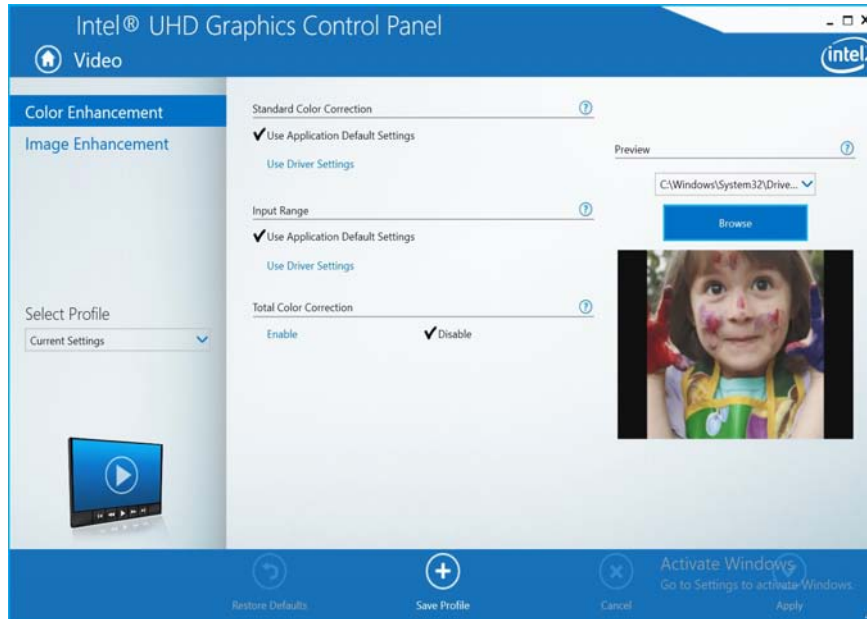 Intel® UHD Graphics Control Panel
Video
intel
Color Enhancement
Image Enhancement
Select Profile
Current Settings
Standard Color Correction
Use Application Default Settings
Use Driver Settings
Input Range
Use Application Default Settings
Use Driver Settings
Total Color Correction
Enable Disable
Preview
C:\Windows\System32\Drive...
Browse
Restore Defaults
Save Profile
Cancel
Apply
Activate Windows
Go to Settings to activate Windows.